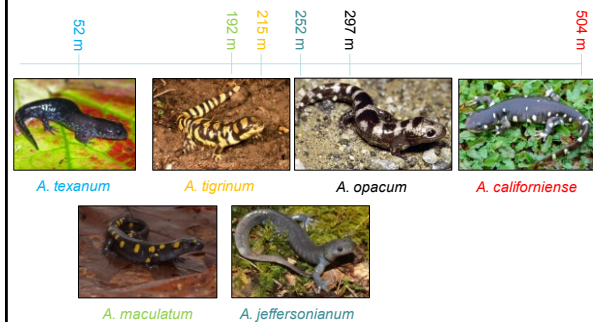 52 m
192 m
215 m
252 m
297 m
504 m
A. texanum
A. tigrinum
A. opacum
A. californiense
A. maculatum
A. jeffersonianum